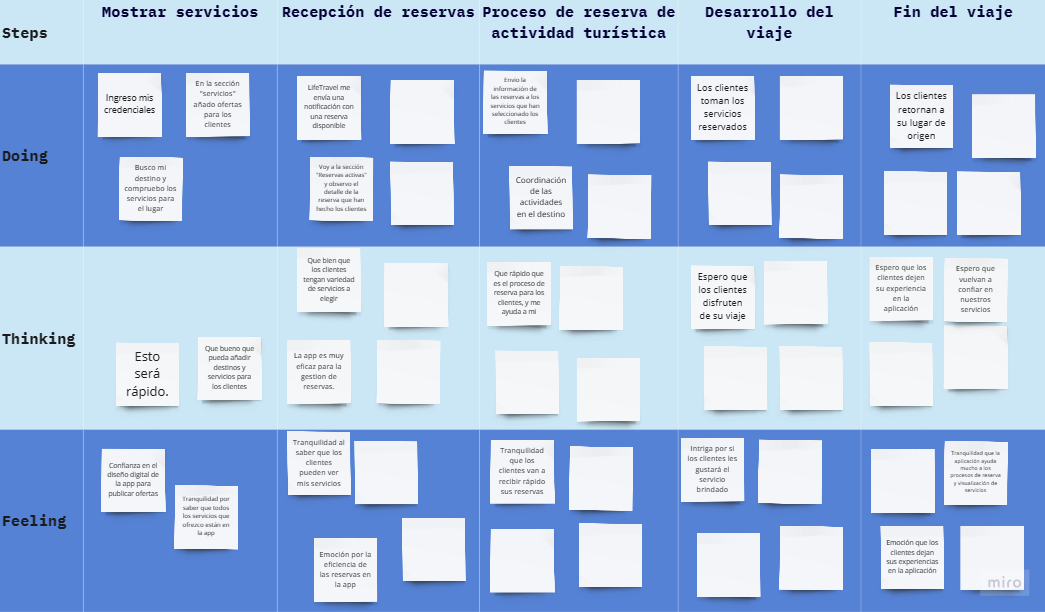 Steps
Mostrar servicios
Recepción de reservas
Proceso de reserva de
actividad turística
Desarrollo del
viaje
Fin del viaje
Doing
Ingreso mis
credenciales
En la sección
"servicios"
añado ofertas
para los
clientes
Busco mi
destino y
compruebo los
servicios para
el lugar
LifeTravel me
envía una
notificación con
una reserva
disponible
Voy a la sección
"Reservas activas"
y observo el
detalle de la
reserva que han
hecho los clientes
Envio la
información de
las reservas a los
servicios que han
seleccionado los
clientes
Coordinación
de las
actividades
en el destino
Los clientes
toman los
servicios
reservados
Los clientes
retornan a
su lugar de
origen
Thinking
Esto
será
rápido.
Que bueno que
pueda añadir
destinos y
servicios para
los clientes
Que bien que
los clientes
tengan variedad
de servicios a
elegir
La app es muy
eficaz para la
gestion de
reservas.
Que rápido que
es el proceso de
reserva para los
clientes, y me
ayuda a mi
Espero que
los clientes
disfruten
de su viaje
Espero que los
clientes dejen
su experiencia
en la
aplicación
Espero que
vuelvan a
confiar en
nuestros
servicios
Feeling
Confianza en el
diseño digital de
la app para
publicar ofertas
Tranquilidad por
saber que todos
los servicios que
ofrezco están en
la app
Tranquilidad al
saber que los
clientes
pueden ver
mis servicios
Emoción por la
eficiencia de
las reservas en
la app
Tranquilidad
que los
clientes van a
recibir rápido
sus reservas
Intriga por si
los clientes les
gustará el
servicio
brindado
Tranquilidad que la
aplicación ayuda
mucho a los
procesos de reserva
y visualización de
servicios
Emoción que los
clientes dejan
sus experiencias
en la aplicación
miro